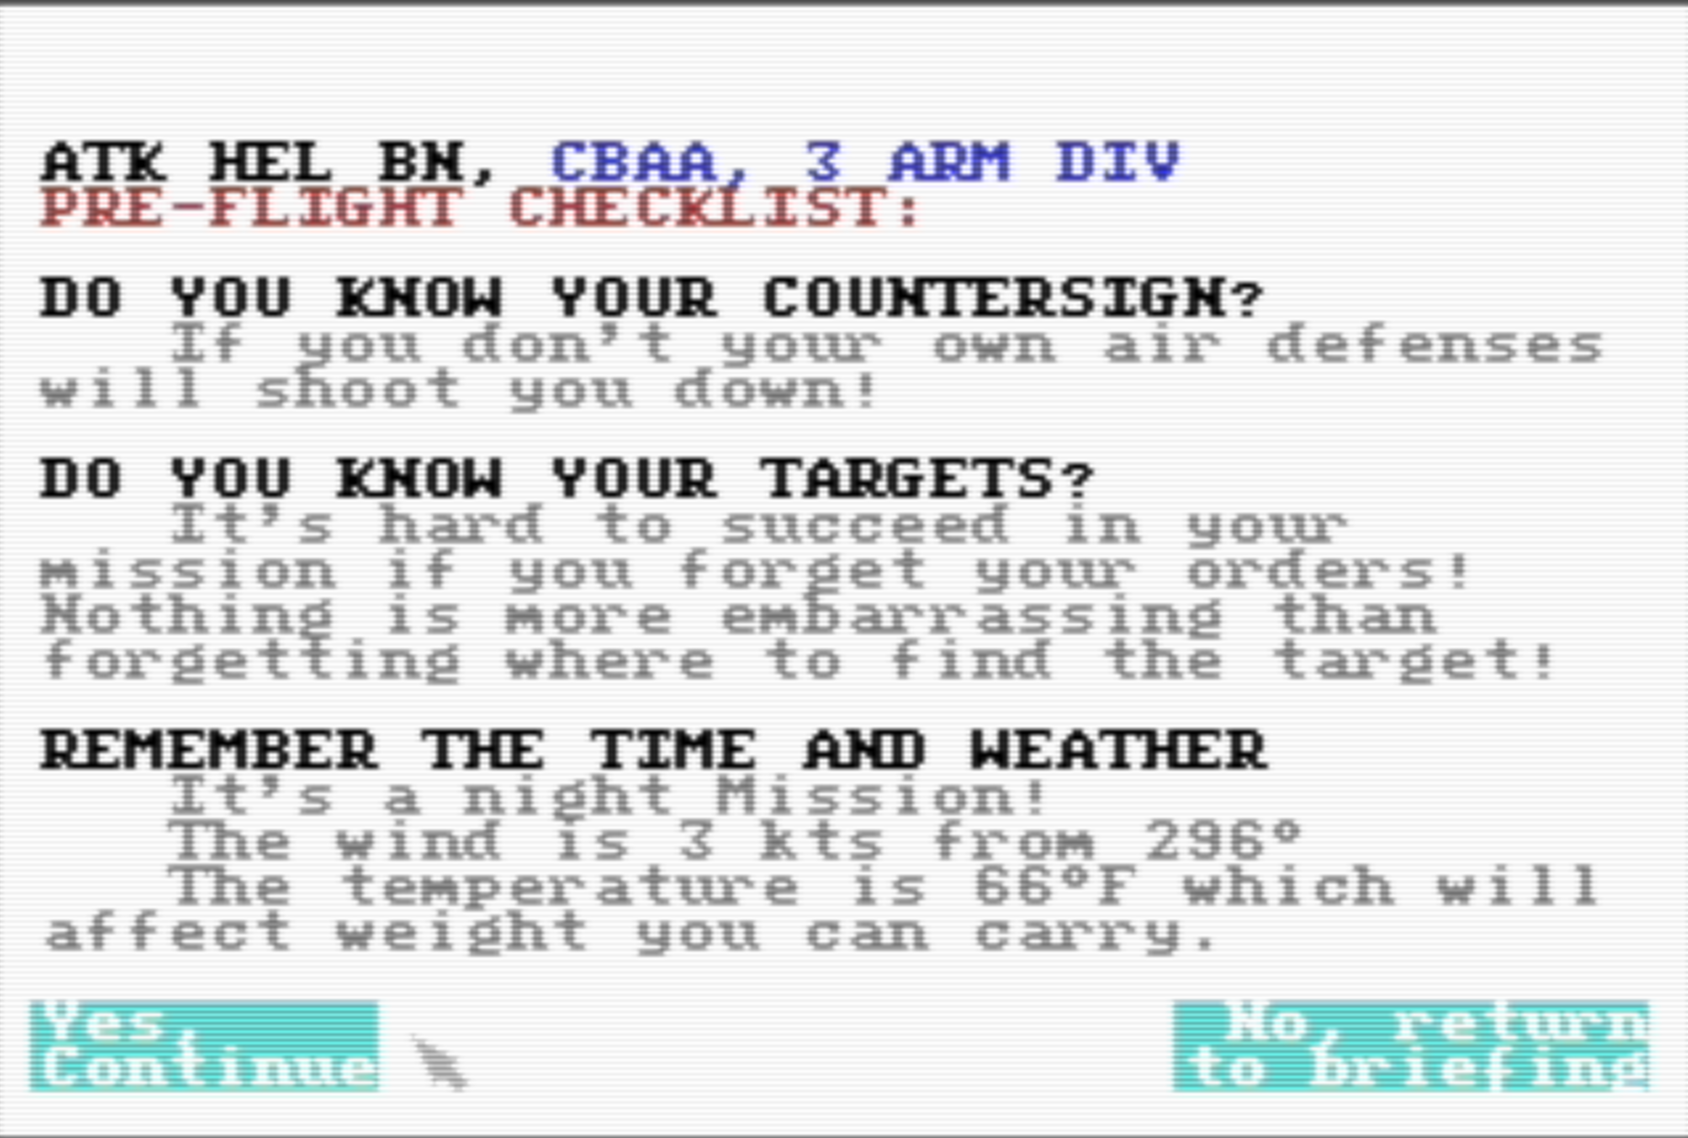 ATK HEL BN, CBAA, 3 ARM DIV
PRE-FLIGHT CHECKLIST:
DO YOU KNOW YOUR COUNTERSIGN?
If you don't your own air defenses
will shoot you down!
DO YOU KNOW YOUR TARGETS?
It's hard to succeed in your
mission if you forget your orders!
Nothing is more embarrassing than
forgetting where to find the target!
REMEMBER THE TIME AND WEATHER
It's a night Mission!
The wind is 3 kts from 296°
The temperature is 66°F which will
affect weight you can carry.
Yes,
Continue
No, return
to briefing